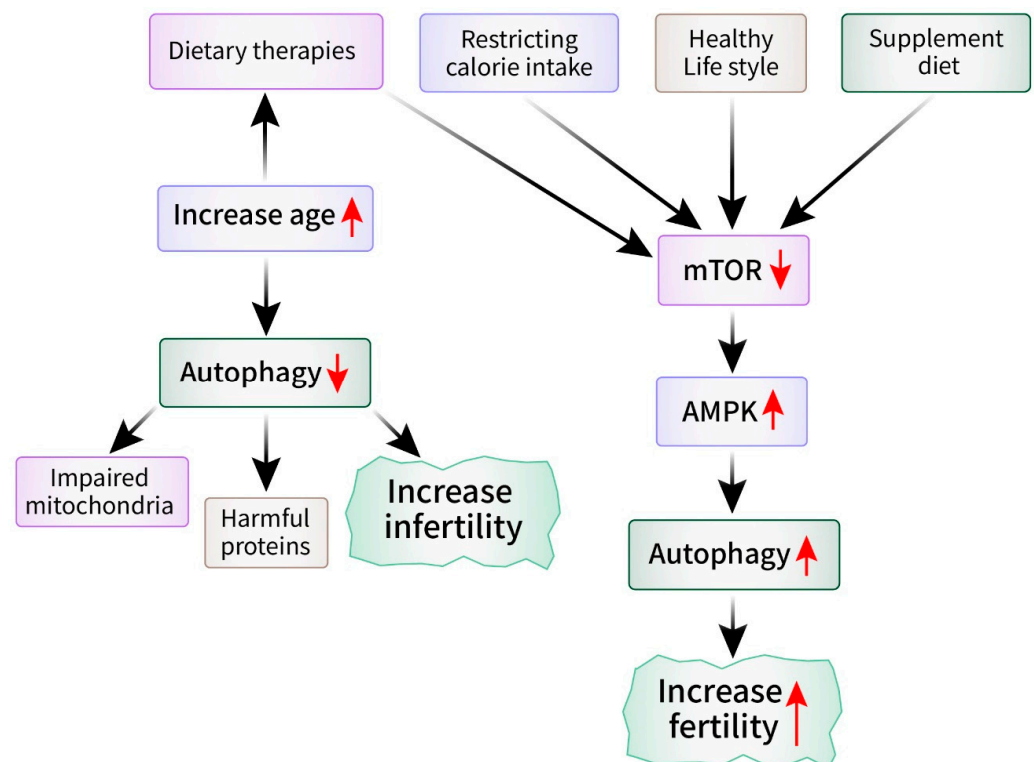 Dietary therapies
Restricting
calorie intake
Healthy
Life style
Supplement
diet
Increase age
mTOR
Autophagy
AMPK
Impaired
mitochondria
Harmful
proteins
Increase
infertility
Autophagy
Increase
fertility